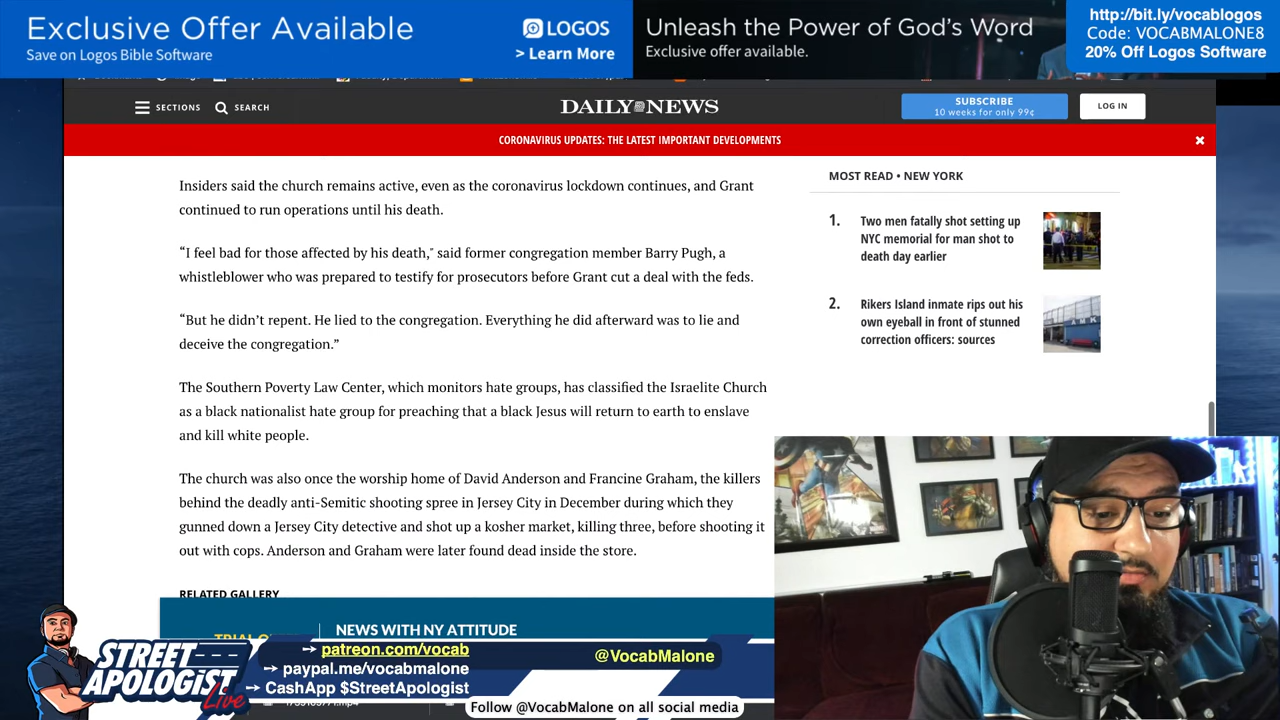 Exclusive Offer Available
Save on Logos Bible Software
LOGOS
> Learn More
Unleash the Power of God's Word
Exclusive offer available.
http://bit.ly/vocablogos
Code: VOCABMALONE8
20% Off Logos Software
SECTIONS
SEARCH
DAILY NEWS
SUBSCRIBE
10 weeks for only 99¢
LOG IN
CORONAVIRUS UPDATES: THE LATEST IMPORTANT DEVELOPMENTS
Insiders said the church remains active, even as the coronavirus lockdown continues, and Grant
continued to run operations until his death.
“I feel bad for those affected by his death," said former congregation member Barry Pugh, a
whistleblower who was prepared to testify for prosecutors before Grant cut a deal with the feds.
“But he didn’t repent. He lied to the congregation. Everything he did afterward was to lie and
deceive the congregation.”
The Southern Poverty Law Center, which monitors hate groups, has classified the Israelite Church
as a black nationalist hate group for preaching that a black Jesus will return to earth to enslave
and kill white people.
The church was also once the worship home of David Anderson and Francine Graham, the killers
behind the deadly anti-Semitic shooting spree in Jersey City in December during which they
gunned down a Jersey City detective and shot up a kosher market, killing three, before shooting it
out with cops. Anderson and Graham were later found dead inside the store.
RELATED GALLERY
MOST READ • NEW YORK
1. Two men fatally shot setting up
NYC memorial for man shot to
death day earlier
2. Rikers Island inmate rips out his
own eyeball in front of stunned
correction officers: sources
NEWS WITH NY ATTITUDE
STREET
APOLOGIST
Live
patreon.com/vocab
paypal.me/vocabmalone
CashApp $StreetApologist
@VocabMalone
Follow @VocabMalone on all social media